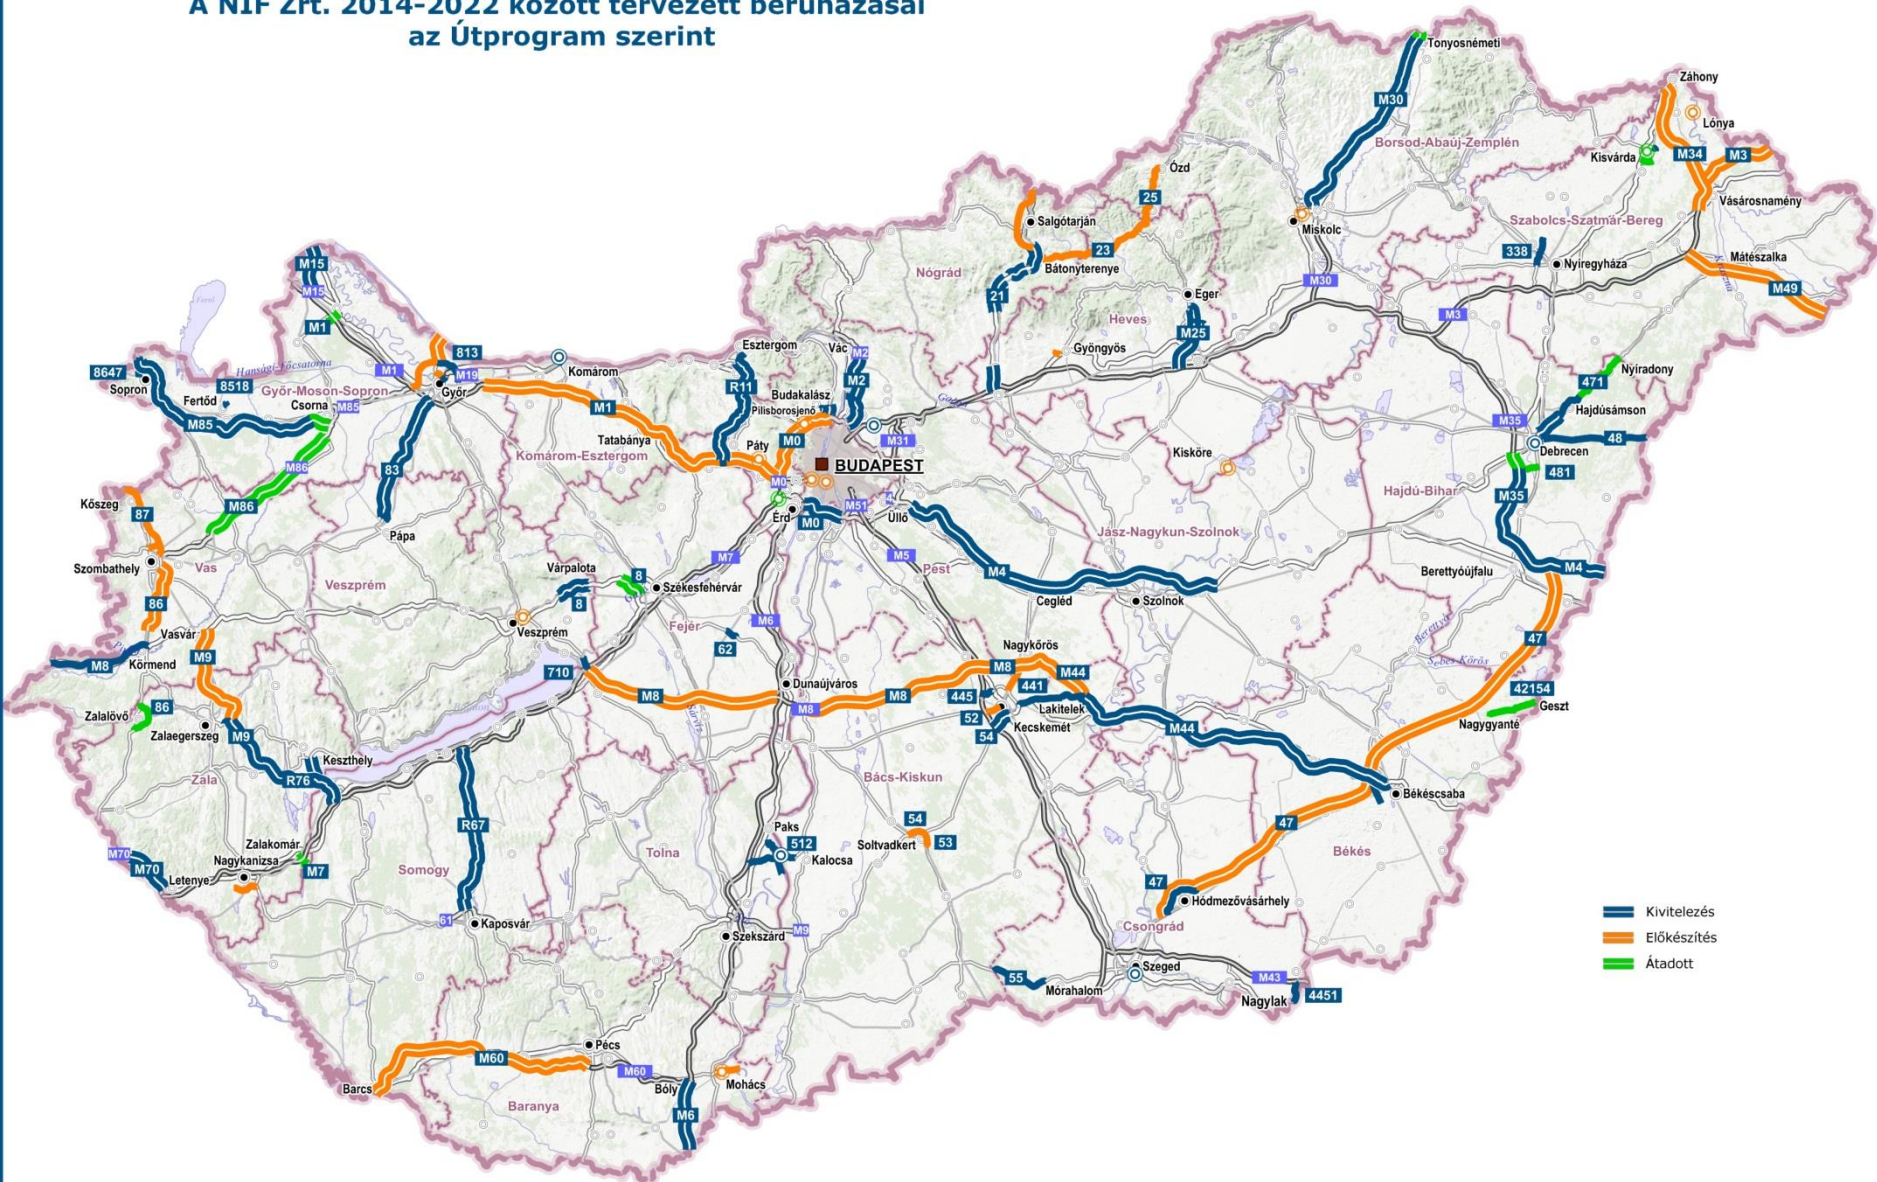 A NIF Zrt. 2014-2022 között tervezett beruházásai
az Útprogram szerint
Tonyosnémeti
Záhony
M30
Lónya
Borsod-Abaúj-Zemplén
Kisvárda
M34
M3
Ózd
25
Vásárosnamény
Salgótarján
Szabolcs-Szatmár-Bereg
Miskolc
23
338
Nyíregyháza
Mátészalka
Kraszna
M15
Nógrád
Bátonyterenye
M30
M49
M15
21
Eger
M3
M1
Heves
M25
Fertő
Hansági-Főcsatorna
813
Esztergom
Vác
M2
Gyöngyös
8647
Sopron
8518
M1
M19
Komárom
R11
M2
Nyíradony
471
Fertőd
Győr-Moson-Sopron
Győr
Budakalász
Hajdúsámson
Csorna
M85
M1
Pilisborosjenő
M35
M85
Tatabánya
Páty
M0
M31
48
Debrecen
M86
83
Komárom-Esztergom
BUDAPEST
Kisköre
481
M0
Hajdú-Bihar
M35
Kőszeg
87
M86
M51
4
Érd
M0
Üllő
Pápa
Jász-Nagykun-Szolnok
M7
M5
Szombathely
Vas
Várpalota
Pest
M4
Berettyóújfalu
M4
Veszprém
8
8
Székesfehérvár
Cegléd
Szolnok
86
Fejér
M6
Vasvár
Veszprém
62
Nagykőrös
Berettyó
47
M8
Körmend
M9
710
M8
M44
Sebes-Körös
Dunaújváros
441
42154
M8
M8
445
Geszt
Zalalövő
86
M8
52
Lakitelek
Nagygyanté
Zalaegerszeg
M9
54
Kecskemét
M44
Sárvíz
Keszthely
Zala
R76
Bács-Kiskun
Békéscsaba
R67
54
47
Paks
512
Zalakomár
Soltvadkert
53
Békés
M70
Tolna
Kalocsa
Nagykanizsa
M70
M7
Somogy
Letenye
47
Hódmezővásárhely
61
Kaposvár
Csongrád
M9
Szekszárd
Szeged
55
M43
Mórahalom
Nagylak
4451
Pécs
M60
M60
Barcs
Bóly
Mohács
Baranya
M6
Kivitelezés
Előkészítés
Átadott